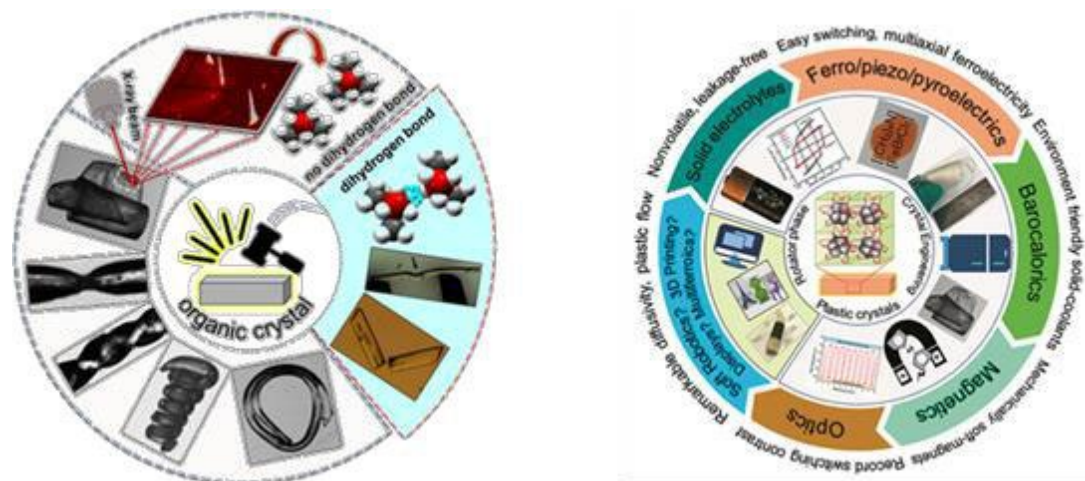 X-ray beam
no dihydrogen bond
dihydrogen bond
organic crystal
Nonvolatile, leakage-free
Easy switching, multiaxial ferroelectricity
Environment friendly solid-coolants
Mechanically soft-magnets
Record switching contrast
Remarkable diffusivity, plastic flow
Solid electrolytes
Ferro/piezo/pyroelectrics
Barocalorics
Magnetics
Optics
Soft Robotics? 3D Printing?
Displays? Multiferroics?
Rotator phase
Crystal Engineering
Plastic crystals